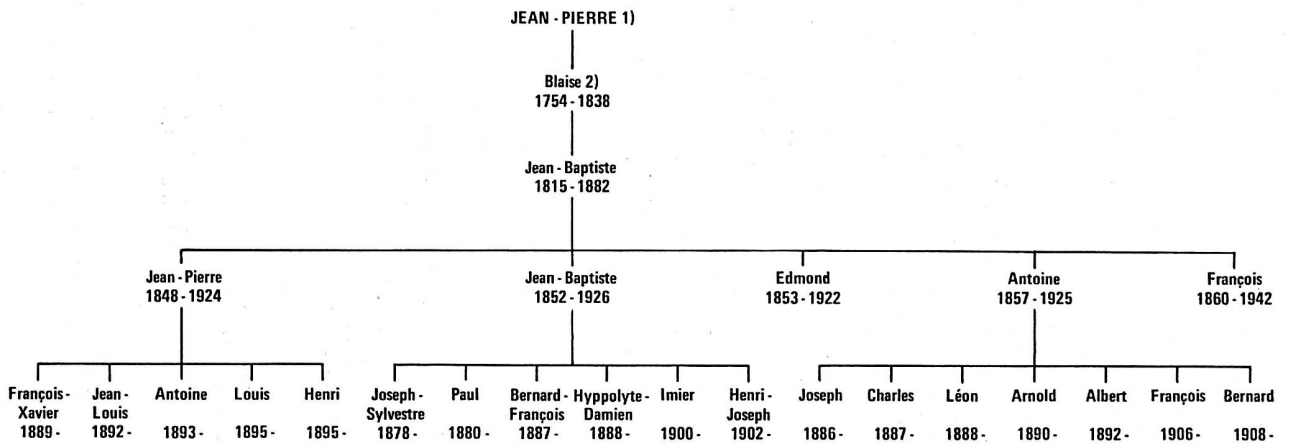 JEAN - PIERRE 1)
Blaise 2)
1754 - 1838
Jean - Baptiste
1815 - 1882
Jean - Pierre
1848 - 1924
Jean - Baptiste
1852 - 1926
Edmond
1853 - 1922
Antoine
1857 - 1925
François
1860 - 1942
François -
Xavier
1889 -
Jean -
Louis
1892 -
Antoine
1893 -
Louis
1895 -
Henri
1895 -
Joseph -
Sylvestre
1878 -
Paul
1880 -
Bernard -
François
1887 -
Hyppolyte -
Damien
1888 -
Imier
1900 -
Henri -
Joseph
1902 -
Joseph
1886 -
Charles
1887 -
Léon
1888 -
Arnold
1890 -
Albert
1892 -
François
1906 -
Bernard
1908 -